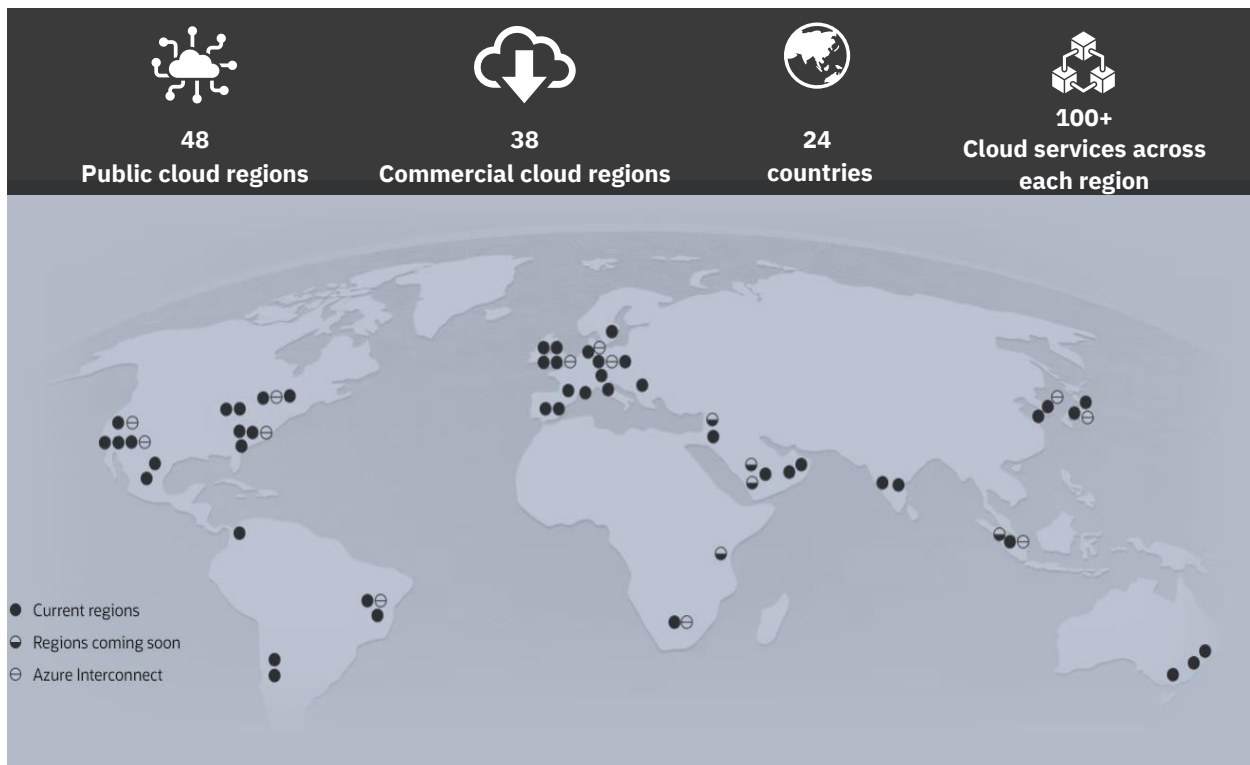 48
Public cloud regions
38
Commercial cloud regions
24
countries
100+
Cloud services across
each region
Current regions
Regions coming soon
Azure Interconnect